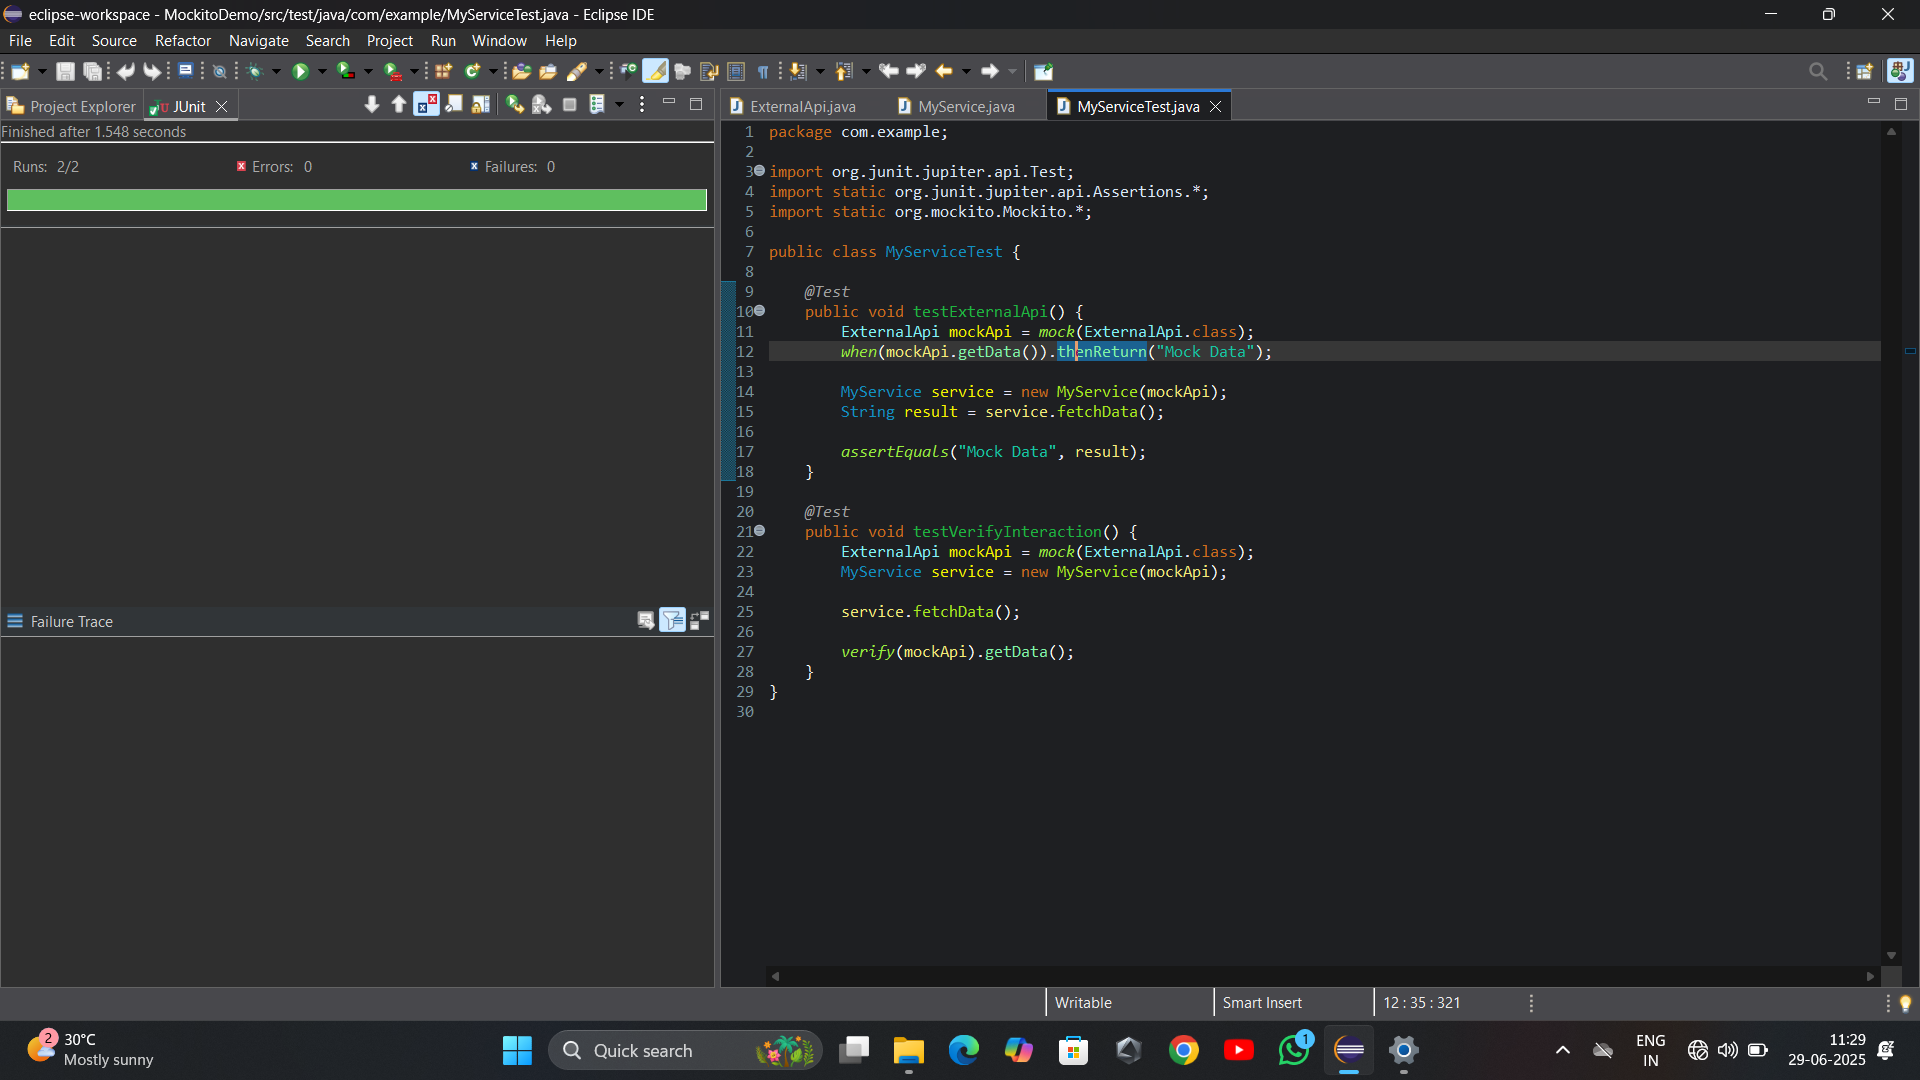 eclipse-workspace - MockitoDemo/src/test/java/com/example/MyServiceTest.java - Eclipse IDE
File Edit Source Refactor Navigate Search Project Run Window Help
Project Explorer JUnit
Finished after 1.548 seconds
Runs: 2/2 Errors: 0 Failures: 0
Failure Trace
ExternalApi.java MyService.java MyServiceTest.java
1 package com.example;
2
3 import org.junit.jupiter.api.Test;
4 import static org.junit.jupiter.api.Assertions.*;
5 import static org.mockito.Mockito.*;
6
7 public class MyServiceTest {
8
9     @Test
10     public void testExternalApi() {
11         ExternalApi mockApi = mock(ExternalApi.class);
12         when(mockApi.getData()).thenReturn("Mock Data");
13
14         MyService service = new MyService(mockApi);
15         String result = service.fetchData();
16
17         assertEquals("Mock Data", result);
18     }
19
20     @Test
21     public void testVerifyInteraction() {
22         ExternalApi mockApi = mock(ExternalApi.class);
23         MyService service = new MyService(mockApi);
24
25         service.fetchData();
26
27         verify(mockApi).getData();
28     }
29 }
30
Writable Smart Insert 12 : 35 : 321
2
30°C
Mostly sunny
Quick search
1
ENG
IN
11:29
29-06-2025